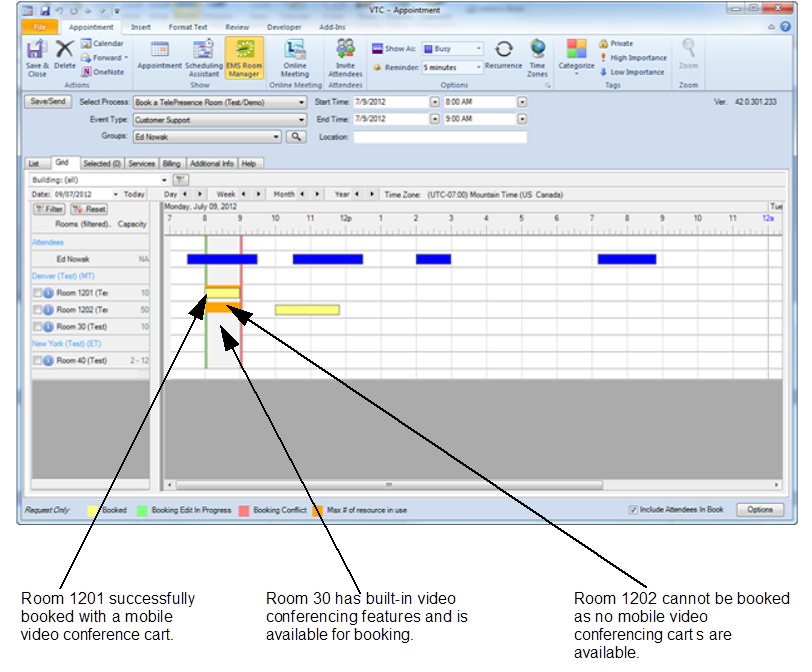 VTC - Appointment
File Appointment Insert Format Text Review Developer Add-Ins
Save & Close Delete Calendar Forward OneNote Appointment Scheduling Assistant EMS Room Manager Online Meeting Invite Attendees Show As: Busy Reminder: 5 minutes Recurrence Time Zones Categorize Private High Importance Low Importance Zoom
Actions Show Online Meeting Attendees Options Tags Zoom
Save/Send Select Process: Book a TelePresence Room (Test/Demo) Start Time: 7/9/2012 8:00 AM Ver. 42.0.301.233
Event Type: Customer Support End Time: 7/9/2012 9:00 AM
Groups: Ed Nowak Location:
List Grid Selected (0) Services Billing Additional Info Help
Building: (all)
Date: 09/07/2012 Today Day Week Month Year Time Zone: (UTC-07:00) Mountain Time (US Canada)
Filter Reset Monday, July 09, 2012 Tue
Rooms (filtered). Capacity 7 8 9 10 11 12p 1 2 3 4 5 6 7 8 9 10 11 12a
Attendees
Ed Nowak NA
Denver (Test) (MT)
Room 1201 (Te 10
Room 1202 (Te 50
Room 30 (Test) 10
New York (Test) (ET)
Room 40 (Test) 2 - 12
Request Only Booked Booking Edit In Progress Booking Conflict Max # of resource in use Include Attendees In Book Options
Room 1201 successfully
booked with a mobile
video conference cart.
Room 30 has built-in video
conferencing features and is
available for booking.
Room 1202 cannot be booked
as no mobile video
conferencing cart s are
available.